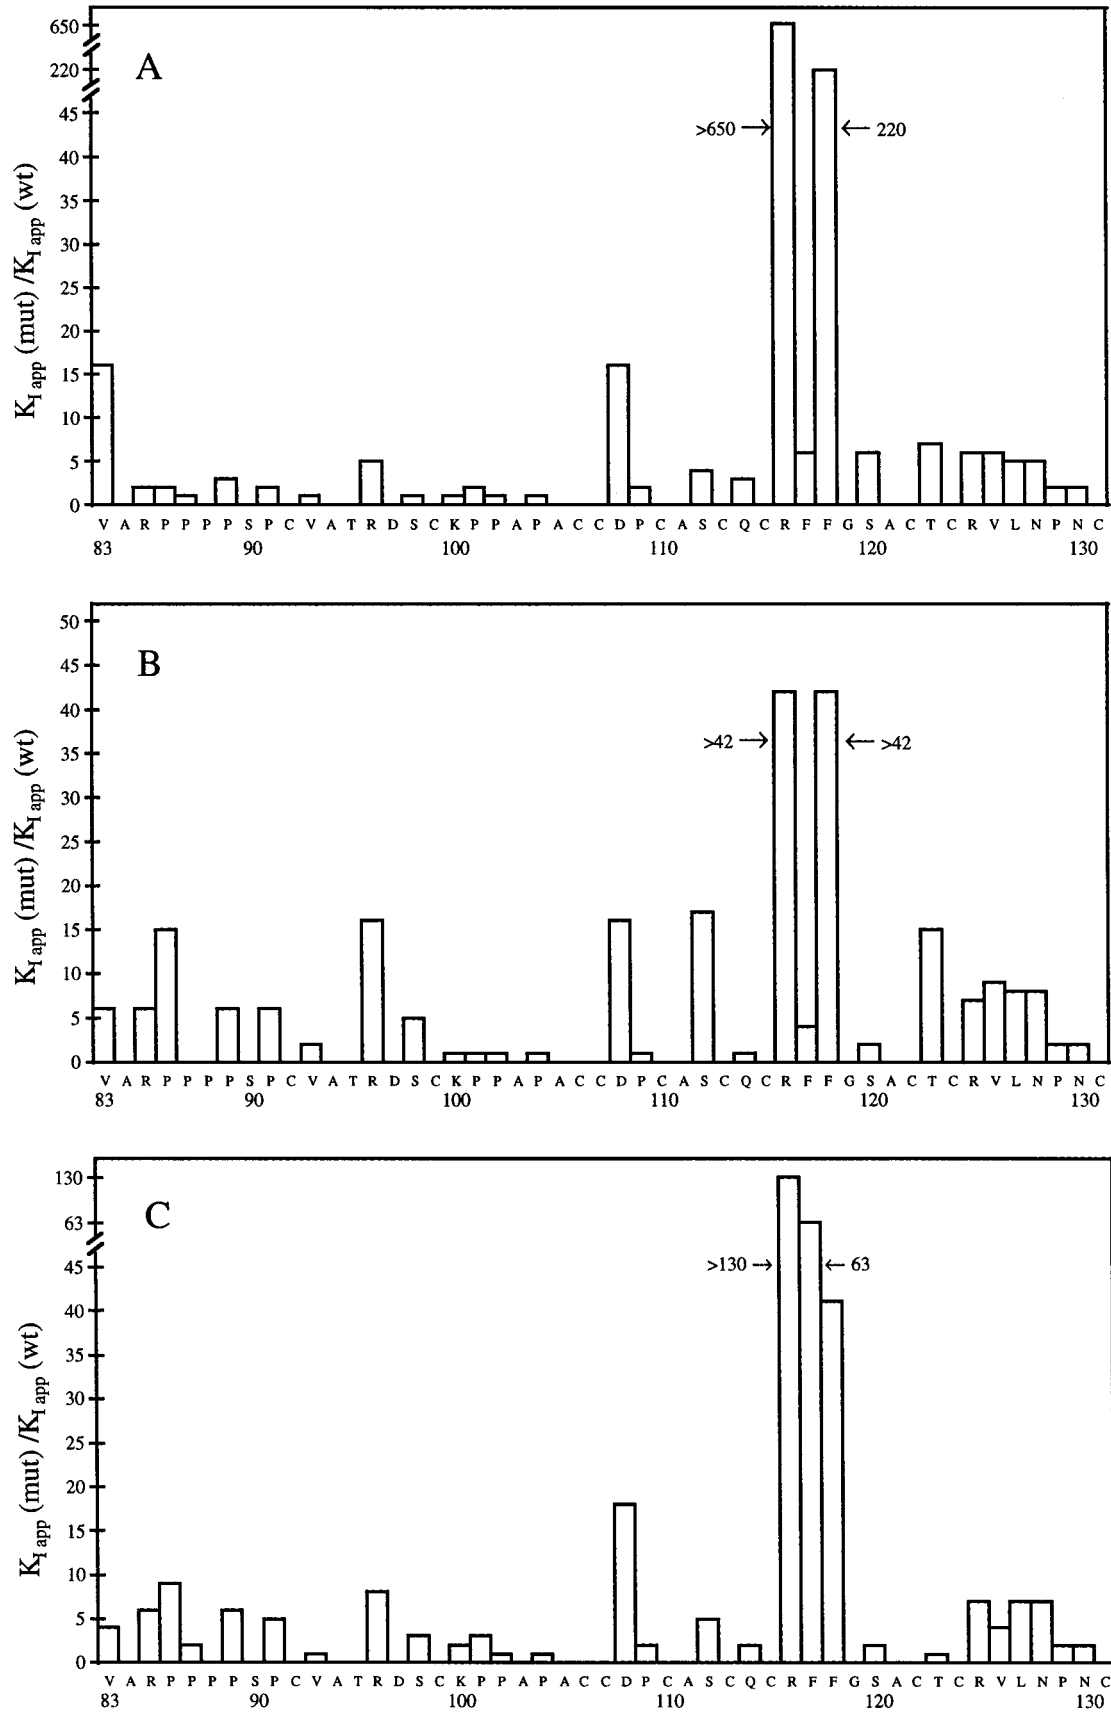 650
220
A
45
>650 → ← 220
40
35
30
25
20
15
10
5
0
K_I app (mut) /K_I app (wt)
V A R P P P P S P C V A T R D S C K P P A P A C C D P C A S C Q C R F F G S A C T C R V L N P N C
83 90 100 110 120 130
50
B
45
40
>42 → ← >42
35
30
25
20
15
10
5
0
K_I app (mut) /K_I app (wt)
V A R P P P P S P C V A T R D S C K P P A P A C C D P C A S C Q C R F F G S A C T C R V L N P N C
83 90 100 110 120 130
130
63
C
45
>130 → ← 63
40
35
30
25
20
15
10
5
0
K_I app (mut) /K_I app (wt)
V A R P P P P S P C V A T R D S C K P P A P A C C D P C A S C Q C R F F G S A C T C R V L N P N C
83 90 100 110 120 130